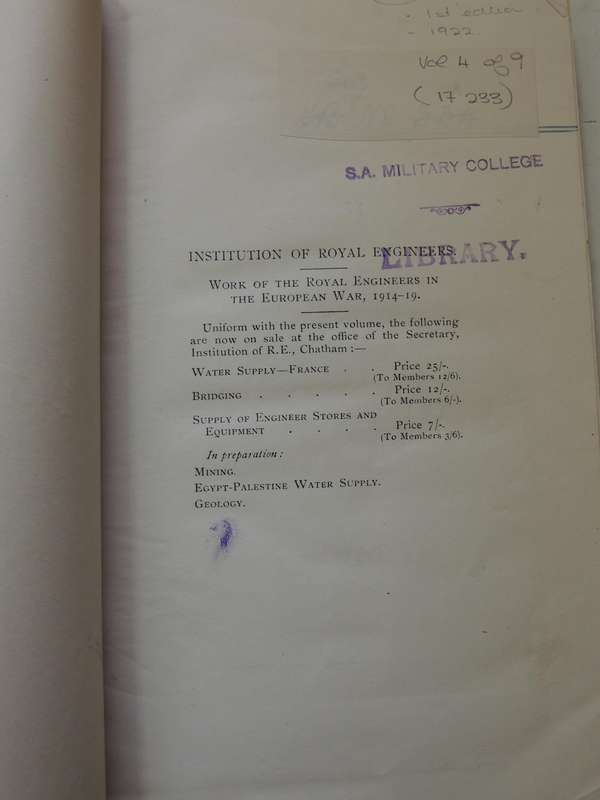 1st edition
- 1922.
Vol 4 of 9
(17 233)
S.A. MILITARY COLLEGE
LIBRARY.
INSTITUTION OF ROYAL ENGINEERS.
WORK OF THE ROYAL ENGINEERS IN
THE EUROPEAN WAR, 1914-19.
Uniform with the present volume, the following
are now on sale at the office of the Secretary,
Institution of R.E., Chatham :—
WATER SUPPLY—FRANCE . . Price 25/-.
(To Members 12/6).
BRIDGING . . . . . Price 12/-.
(To Members 6/-).
SUPPLY OF ENGINEER STORES AND
EQUIPMENT . . . . Price 7/-.
(To Members 3/6).
In preparation :
MINING.
EGYPT-PALESTINE WATER SUPPLY.
GEOLOGY.